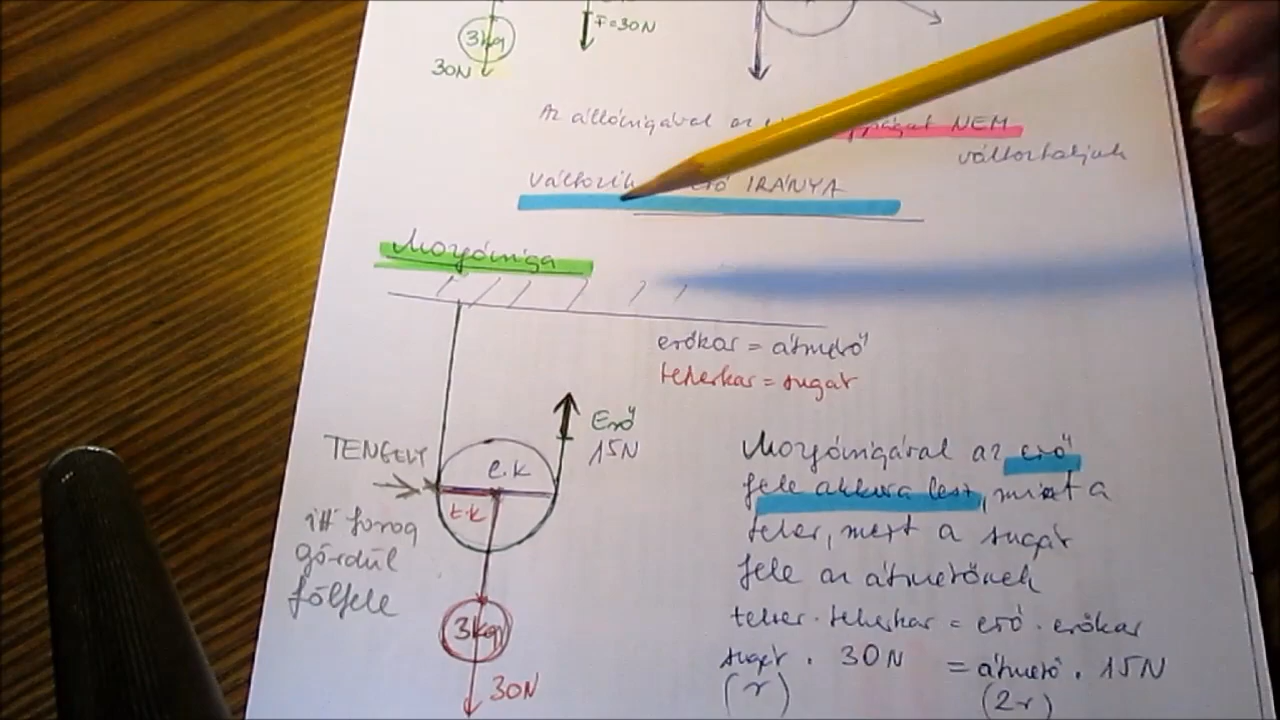 3kg
30N
F=30N
Az állócsigával az NEM
változtatjuk
változik erő IRÁNYA
Mozgócsiga
erőkar = átmérő
teherkar = sugár
Erő
15N
TENGELY
e.k
t.k
itt forog
gördül
fölfele
3kg
30N
Mozgócsigával az erő
fele akkora lesz, mint a
teher, mert a sugár
fele az átmérőnek
teher · teherkar = erő · erőkar
sugár · 30N = átmérő · 15N
(r) (2r)